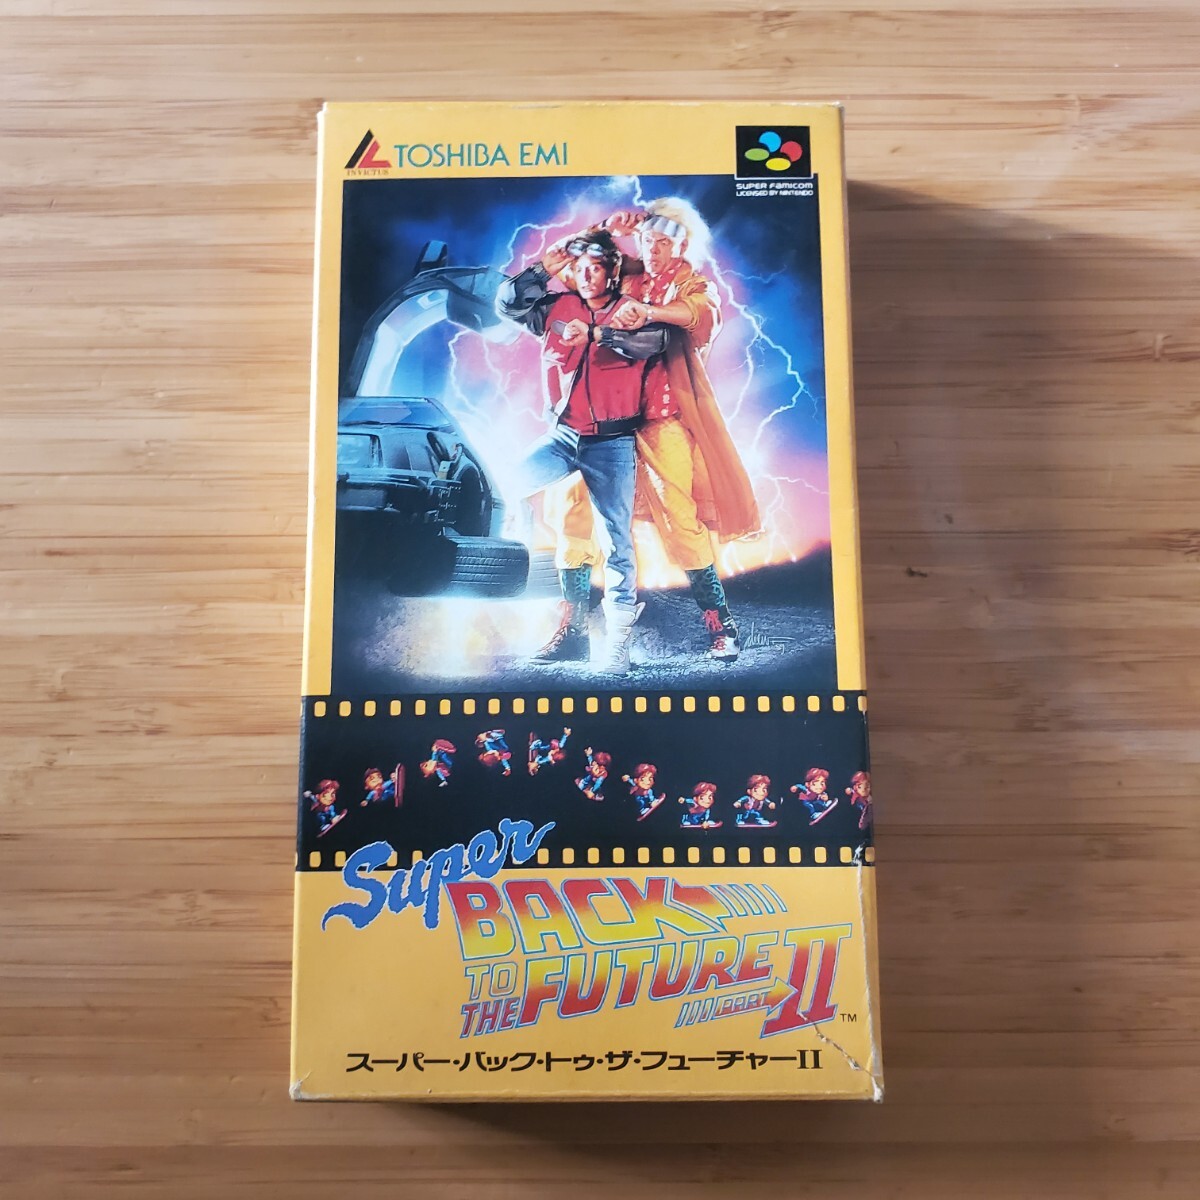 INVICTUS
TOSHIBA EMI
SUPER FAMICOM
LICENSED BY NINTENDO
Super
BACK
TO
THE FUTURE
PART II
TM
スーパー・バック・トゥ・ザ・フューチャーII